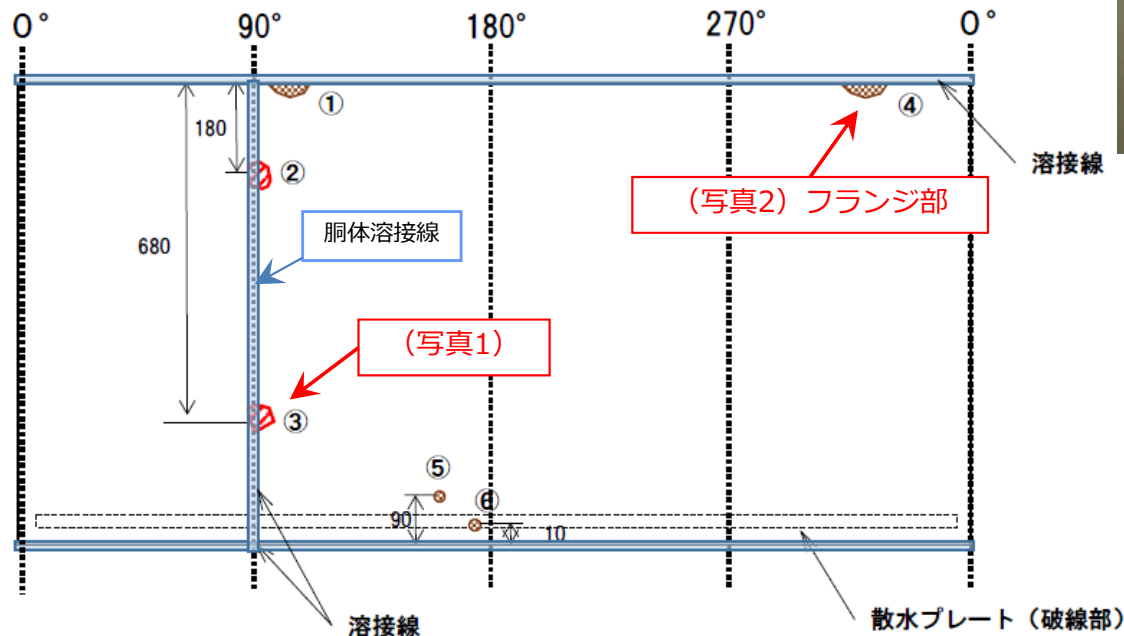 0°
90°
180°
270°
0°
①
④
180
②
溶接線
(写真2)フランジ部
胴体溶接線
680
(写真1)
③
⑤
⑥
90
10
溶接線
散水プレート(破線部)